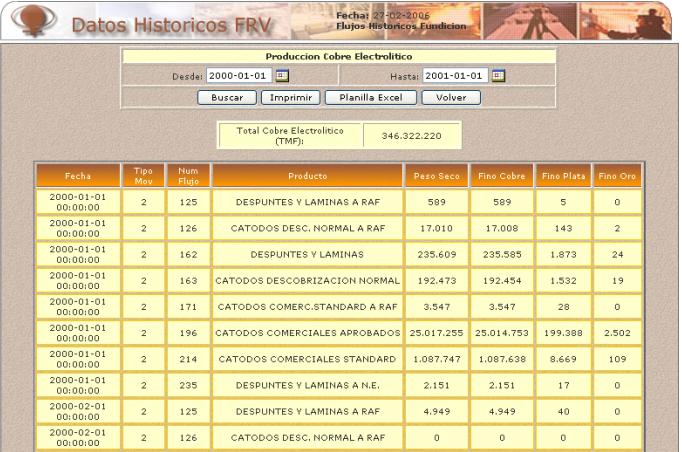 Datos Historicos FRV
Fecha: 27-02-2006
Flujos Historicos Fundicion
Produccion Cobre Electrolitico
Desde: 2000-01-01 Hasta: 2001-01-01
Buscar Imprimir Planilla Excel Volver
Total Cobre Electrolitico (TMF): 346.322.220
Fecha Tipo Mov Num Flujo Producto Peso Seco Fino Cobre Fino Plata Fino Oro
2000-01-01 00:00:00 2 125 DESPUNTES Y LAMINAS A RAF 589 589 5 0
2000-01-01 00:00:00 2 126 CATODOS DESC. NORMAL A RAF 17.010 17.008 143 2
2000-01-01 00:00:00 2 162 DESPUNTES Y LAMINAS 235.609 235.585 1.873 24
2000-01-01 00:00:00 2 163 CATODOS DESCOBRIZACION NORMAL 192.473 192.454 1.532 19
2000-01-01 00:00:00 2 171 CATODOS COMERC.STANDARD A RAF 3.547 3.547 28 0
2000-01-01 00:00:00 2 196 CATODOS COMERCIALES APROBADOS 25.017.255 25.014.753 199.388 2.502
2000-01-01 00:00:00 2 214 CATODOS COMERCIALES STANDARD 1.087.747 1.087.638 8.669 109
2000-01-01 00:00:00 2 235 DESPUNTES Y LAMINAS A N.E. 2.151 2.151 17 0
2000-02-01 00:00:00 2 125 DESPUNTES Y LAMINAS A RAF 4.949 4.949 40 0
2000-02-01 00:00:00 2 126 CATODOS DESC. NORMAL A RAF 0 0 0 0